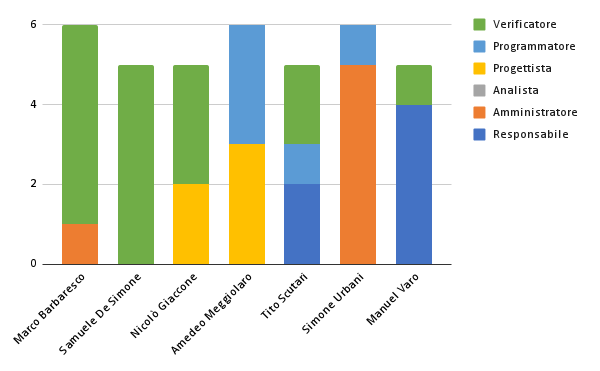 6
4
2
0
Marco Barbaresco
Samuele De Simone
Nicolò Giaccone
Amedeo Meggiolaro
Tito Scutari
Simone Urbani
Manuel Varo
Verificatore
Programmatore
Progettista
Analista
Amministratore
Responsabile